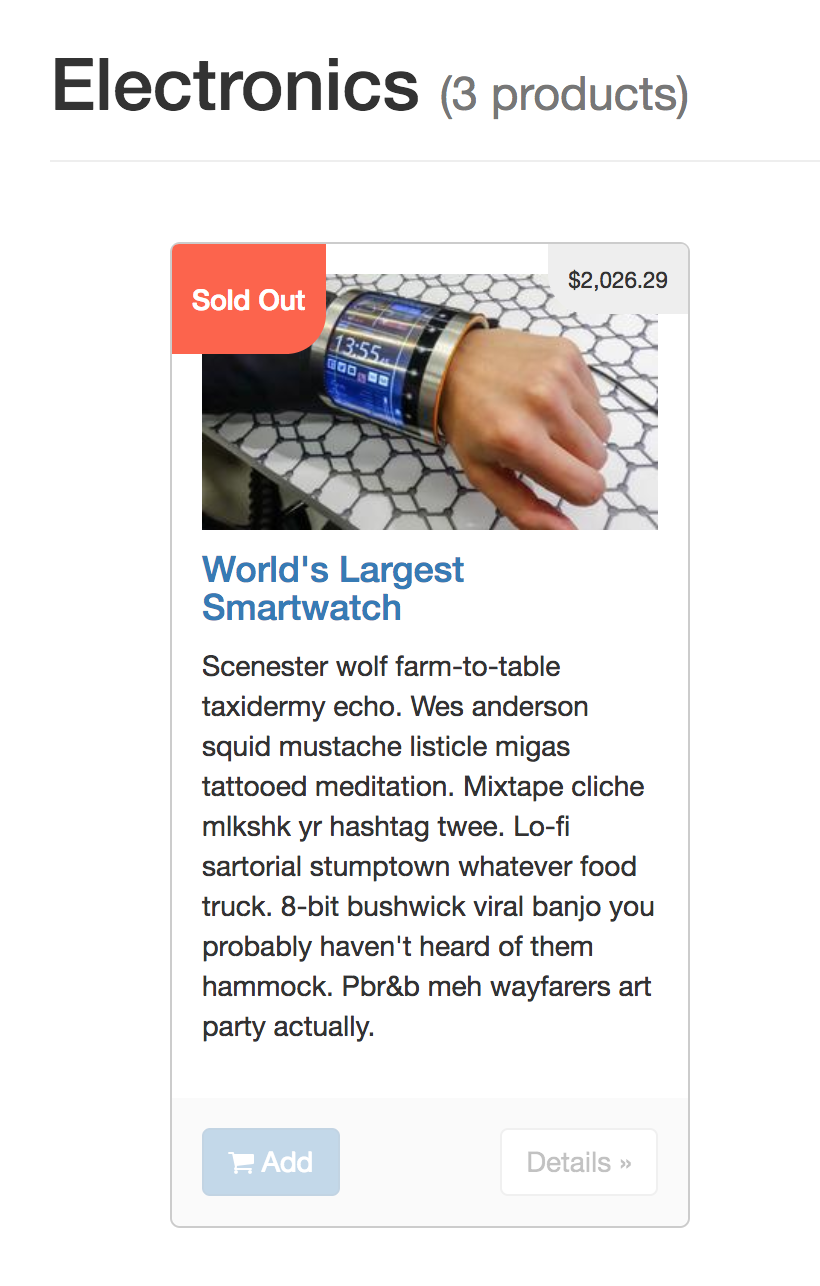 Electronics (3 products)
Sold Out
$2,026.29
13:55
World's Largest
Smartwatch
Scenester wolf farm-to-table
taxidermy echo. Wes anderson
squid mustache listicle migas
tattooed meditation. Mixtape cliche
mlkshk yr hashtag twee. Lo-fi
sartorial stumptown whatever food
truck. 8-bit bushwick viral banjo you
probably haven't heard of them
hammock. Pbr&b meh wayfarers art
party actually.
Add
Details »